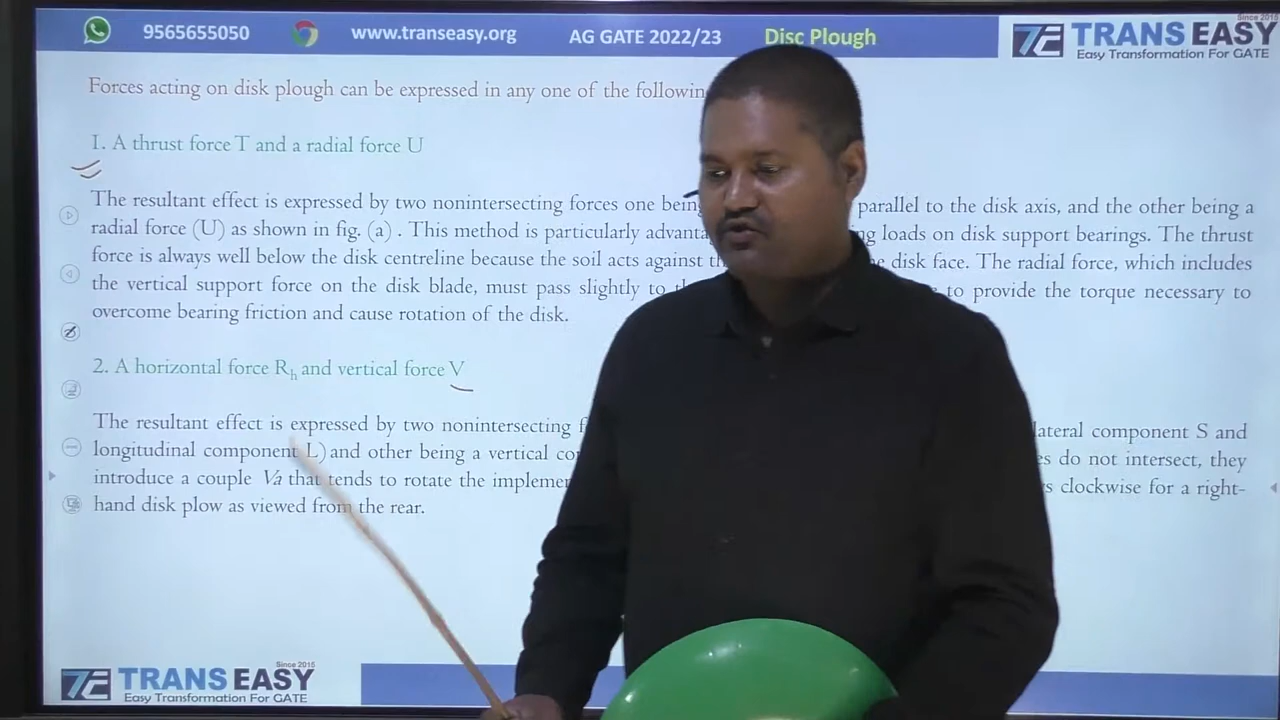 9565655050
www.transeasy.org
AG GATE 2022/23
Disc Plough
Since 2015
TRANS EASY
Easy Transformation For GATE
Forces acting on disk plough can be expressed in any one of the
1. A thrust force T and a radial force U
The resultant effect is expressed by two nonintersecting forces one parallel to the disk axis, and the other being a
radial force (U) as shown in fig. (a) . This method is particularly loads on disk support bearings. The thrust
force is always well below the disk centreline because the soil acts against disk face. The radial force, which includes
the vertical support force on the disk blade, must pass slightly to to provide the torque necessary to
overcome bearing friction and cause rotation of the disk.
2. A horizontal force Rh and vertical force V
The resultant effect is expressed by two nonintersecting lateral component S and
longitudinal component L) and other being a vertical do not intersect, they
introduce a couple Va that tends to rotate the clockwise for a right-
hand disk plow as viewed from the rear.
Since 2015
TRANS EASY
Easy Transformation For GATE